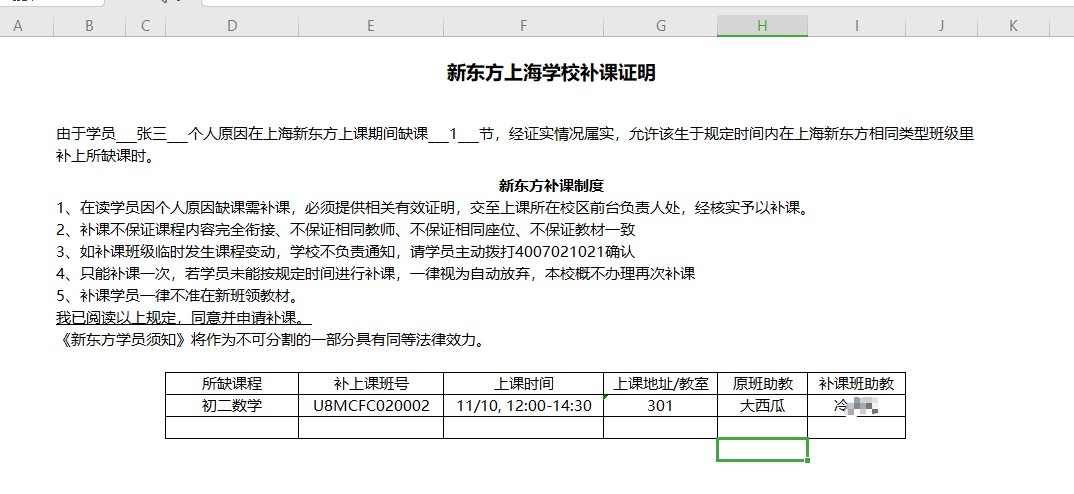 A B C D E F G H I J K
新东方上海学校补课证明
由于学员___张三___个人原因在上海新东方上课期间缺课___1___节，经证实情况属实，允许该生于规定时间内在上海新东方相同类型班级里
补上所缺课时。
新东方补课制度
1、在读学员因个人原因缺课需补课，必须提供相关有效证明，交至上课所在校区前台负责人处，经核实予以补课。
2、补课不保证课程内容完全衔接、不保证相同教师、不保证相同座位、不保证教材一致
3、如补课班级临时发生课程变动，学校不负责通知，请学员主动拨打4007021021确认
4、只能补课一次，若学员未能按规定时间进行补课，一律视为自动放弃，本校概不办理再次补课
5、补课学员一律不准在新班领教材。
我已阅读以上规定，同意并申请补课。
《新东方学员须知》将作为不可分割的一部分具有同等法律效力。
所缺课程 补上课班号 上课时间 上课地址/教室 原班助教 补课班助教
初二数学 U8MCFC020002 11/10, 12:00-14:30 301 大西瓜 冷